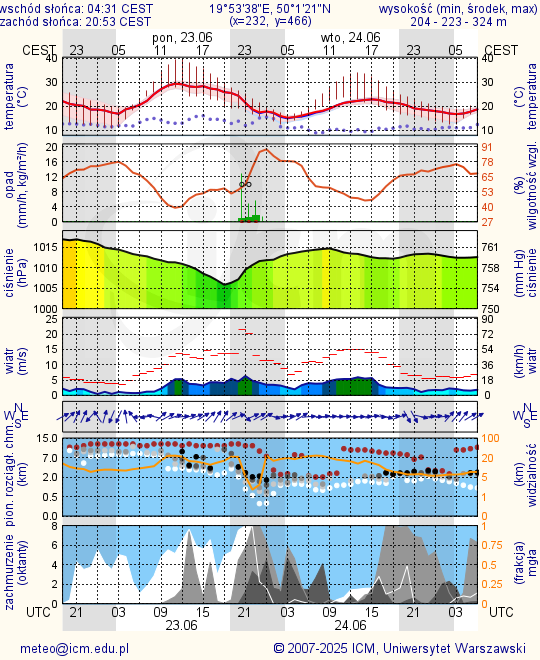 wschód słońca: 04:31 CEST 19°53'38"E, 50°1'21"N wysokość (min, środek, max)
zachód słońca: 20:53 CEST (x=232, y=466) 204 - 223 - 324 m
pon, 23.06 wto, 24.06
CEST 23 05 11 17 23 05 11 17 23 05 CEST
temperatura (°C)
40 30 20 10
40 30 20 10
temperatura (°C)
opad (mm/h, kg/m²/h)
20 16 12 8 4 0
91 78 65 53 40 27
(%) wilgotność wzgl.
ciśnienie (hPa)
1015 1010 1005 1000
761 758 754 750
(mm Hg) ciśnienie
wiatr (m/s)
25 20 15 10 5 0
90 72 54 36 18 0
(km/h) wiatr
N W E S
N W E S
pion. rozciągł. chm. (km)
15.0 7.0 2.0 0.5 0.0
100 20 10 5 1 0
(km) widzialność
zachmurzenie (oktanty)
8 6 4 2 0
1 0.75 0.5 0.25 0
(frakcja) mgła
UTC 21 03 09 15 21 03 09 15 21 03 UTC
23.06 24.06
meteo@icm.edu.pl © 2007-2025 ICM, Uniwersytet Warszawski